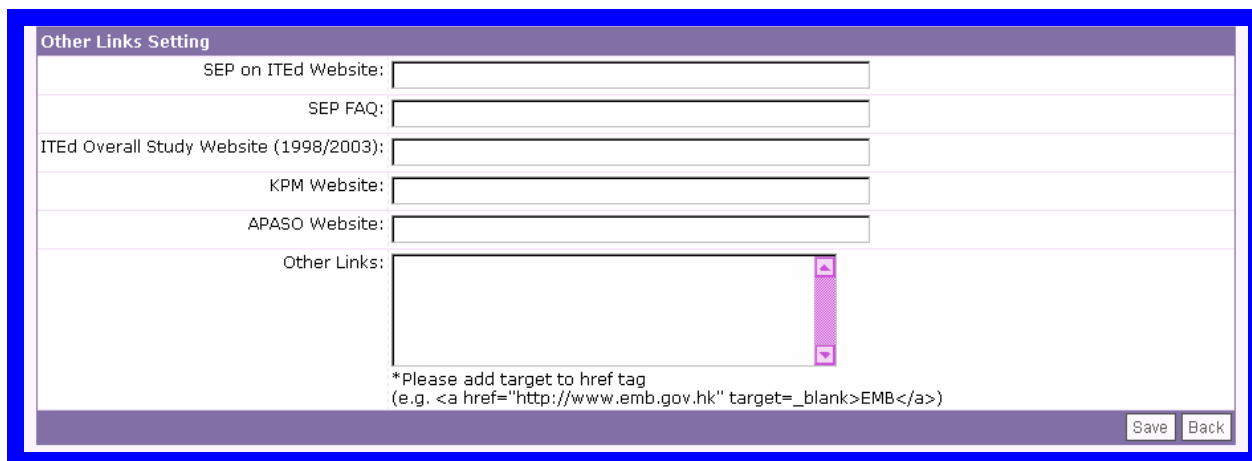 Other Links Setting
SEP on ITEd Website:
SEP FAQ:
ITEd Overall Study Website (1998/2003):
KPM Website:
APASO Website:
Other Links:
*Please add target to href tag
(e.g. <a href="http://www.emb.gov.hk" target=_blank>EMB</a>)
Save Back